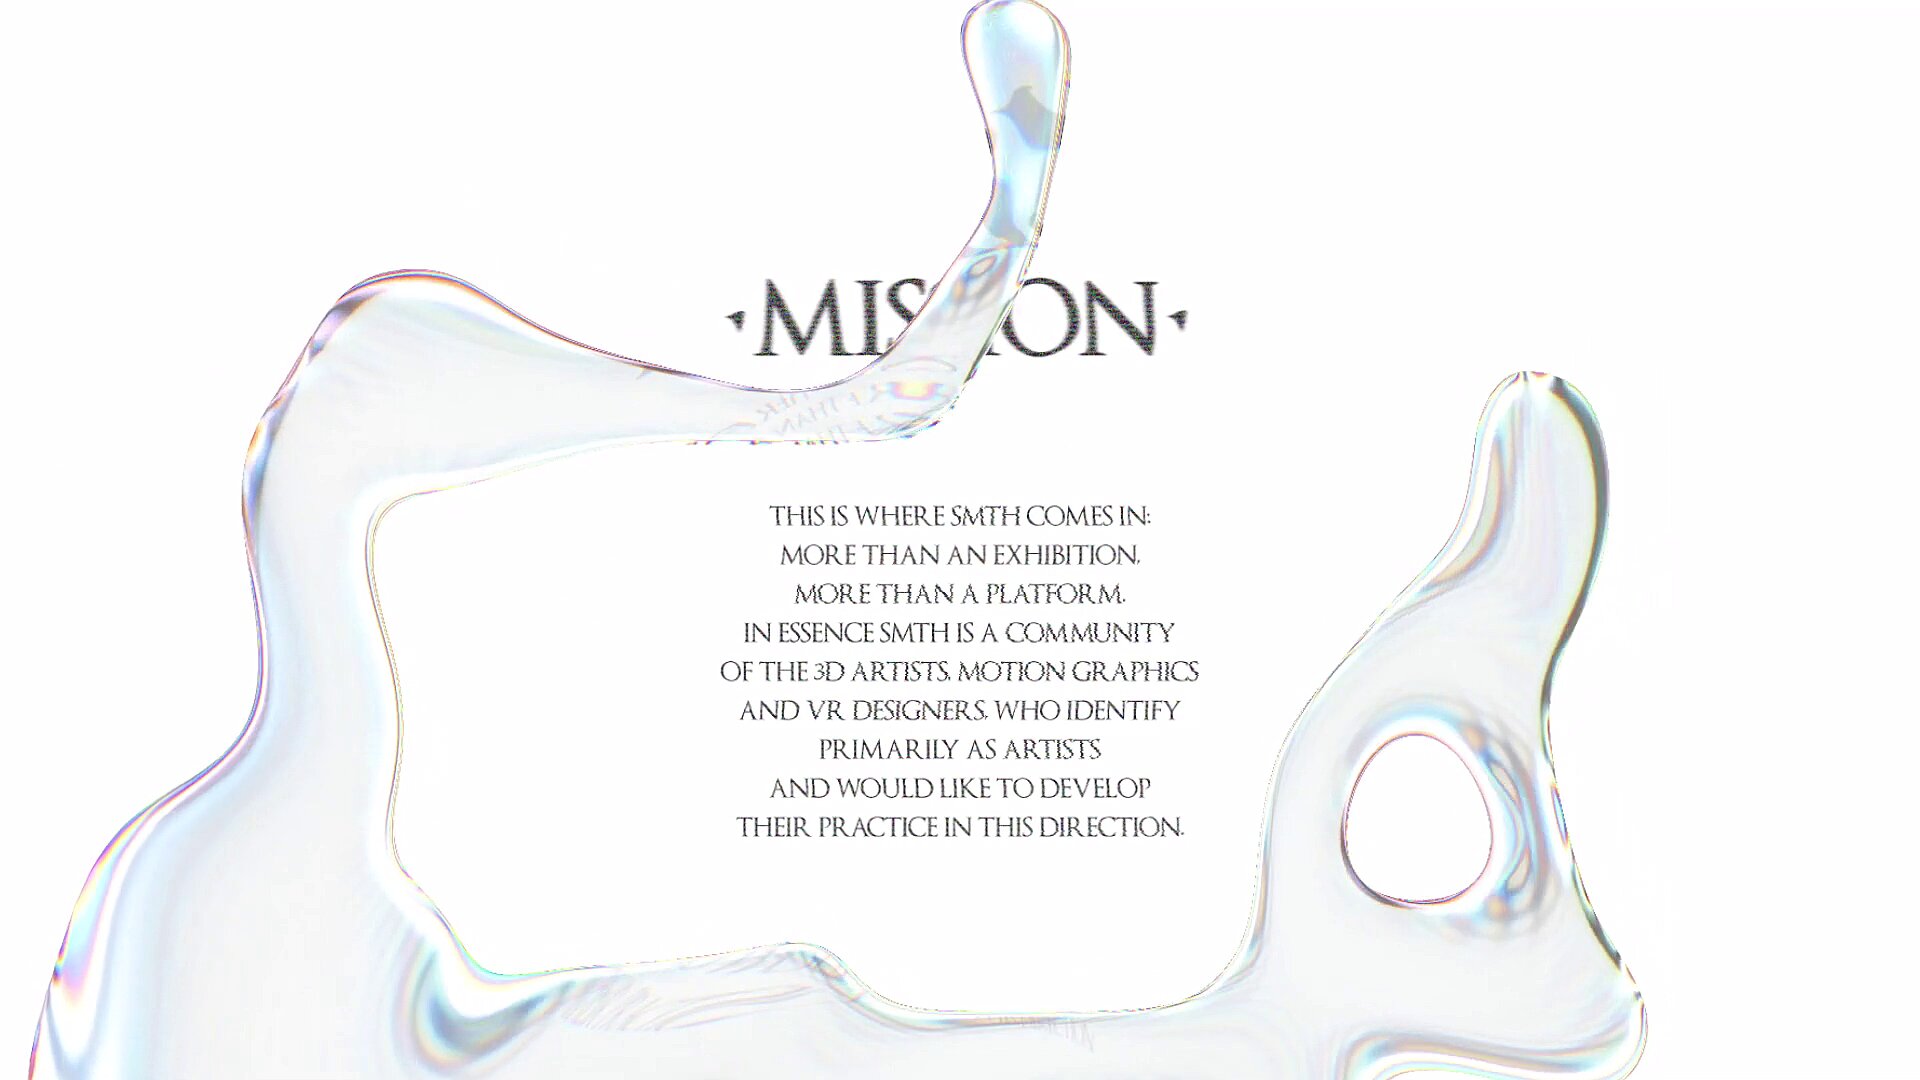 MISSION
THIS IS WHERE SMTH COMES IN:
MORE THAN AN EXHIBITION,
MORE THAN A PLATFORM.
IN ESSENCE SMTH IS A COMMUNITY
OF THE 3D ARTISTS, MOTION GRAPHICS
AND VR DESIGNERS, WHO IDENTIFY
PRIMARILY AS ARTISTS
AND WOULD LIKE TO DEVELOP
THEIR PRACTICE IN THIS DIRECTION.